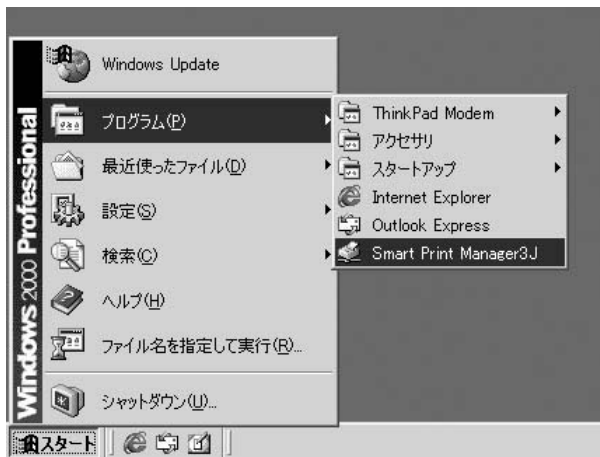 Windows 2000 Professional
Windows Update
プログラム(P)
最近使ったファイル(D)
設定(S)
検索(C)
ヘルプ(H)
ファイル名を指定して実行(R)...
シャットダウン(U)...
ThinkPad Modem
アクセサリ
スタートアップ
Internet Explorer
Outlook Express
Smart Print Manager3J
スタート